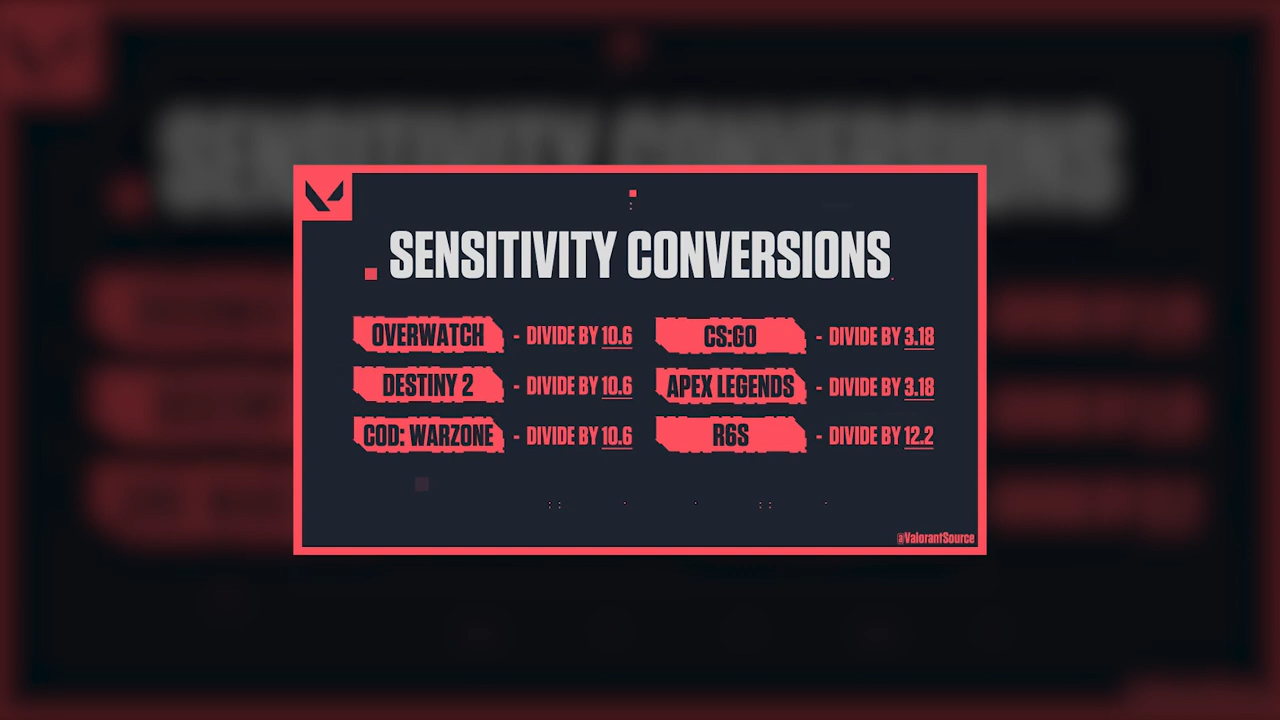 SENSITIVITY CONVERSIONS
OVERWATCH - DIVIDE BY 10.6
CS:GO - DIVIDE BY 3.18
DESTINY 2 - DIVIDE BY 10.6
APEX LEGENDS - DIVIDE BY 3.18
COD: WARZONE - DIVIDE BY 10.6
R6S - DIVIDE BY 12.2
@ValorantSource